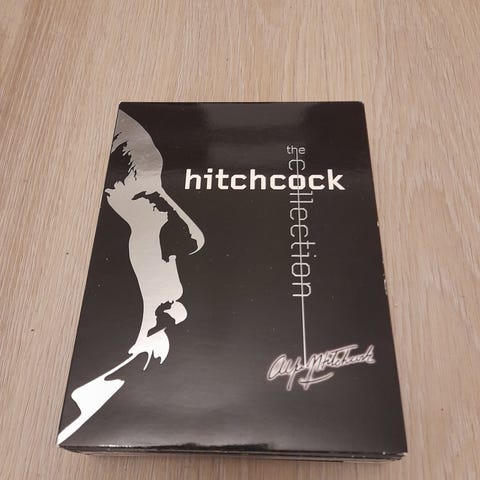 the
hitchcock
collection
Alfred Hitchcock